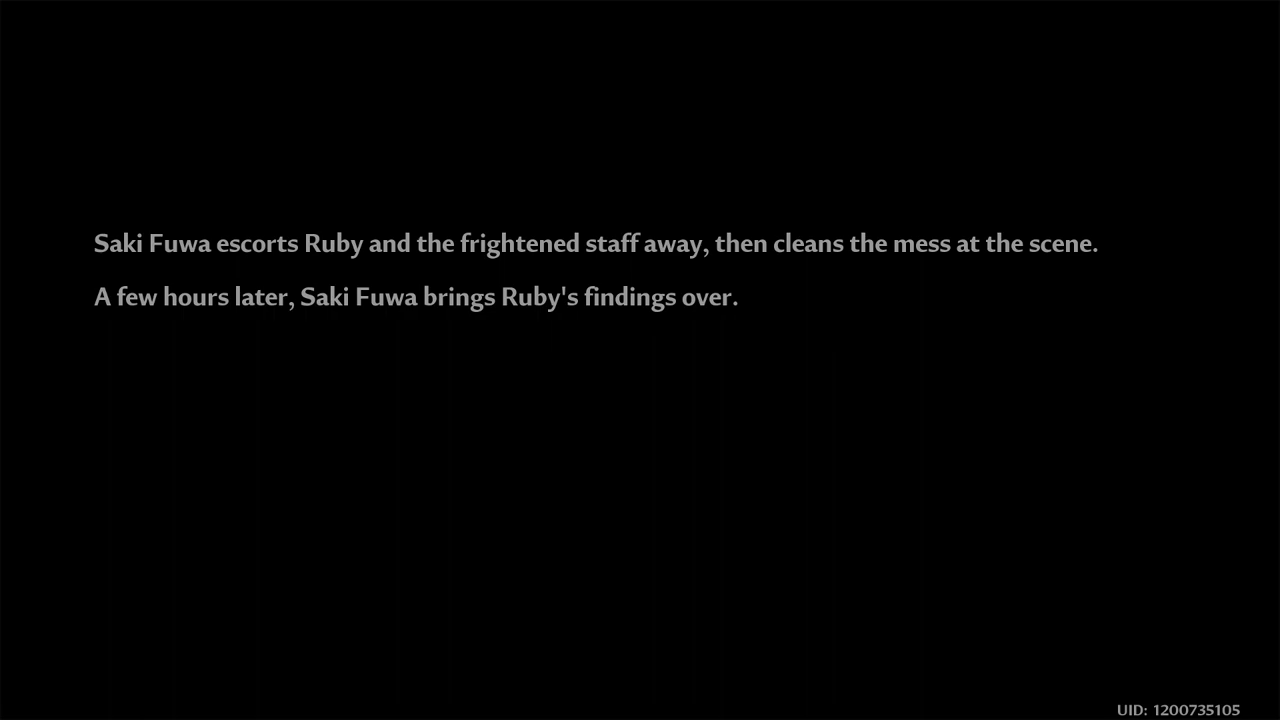 Saki Fuwa escorts Ruby and the frightened staff away, then cleans the mess at the scene.
A few hours later, Saki Fuwa brings Ruby's findings over.
UID: 1200735105